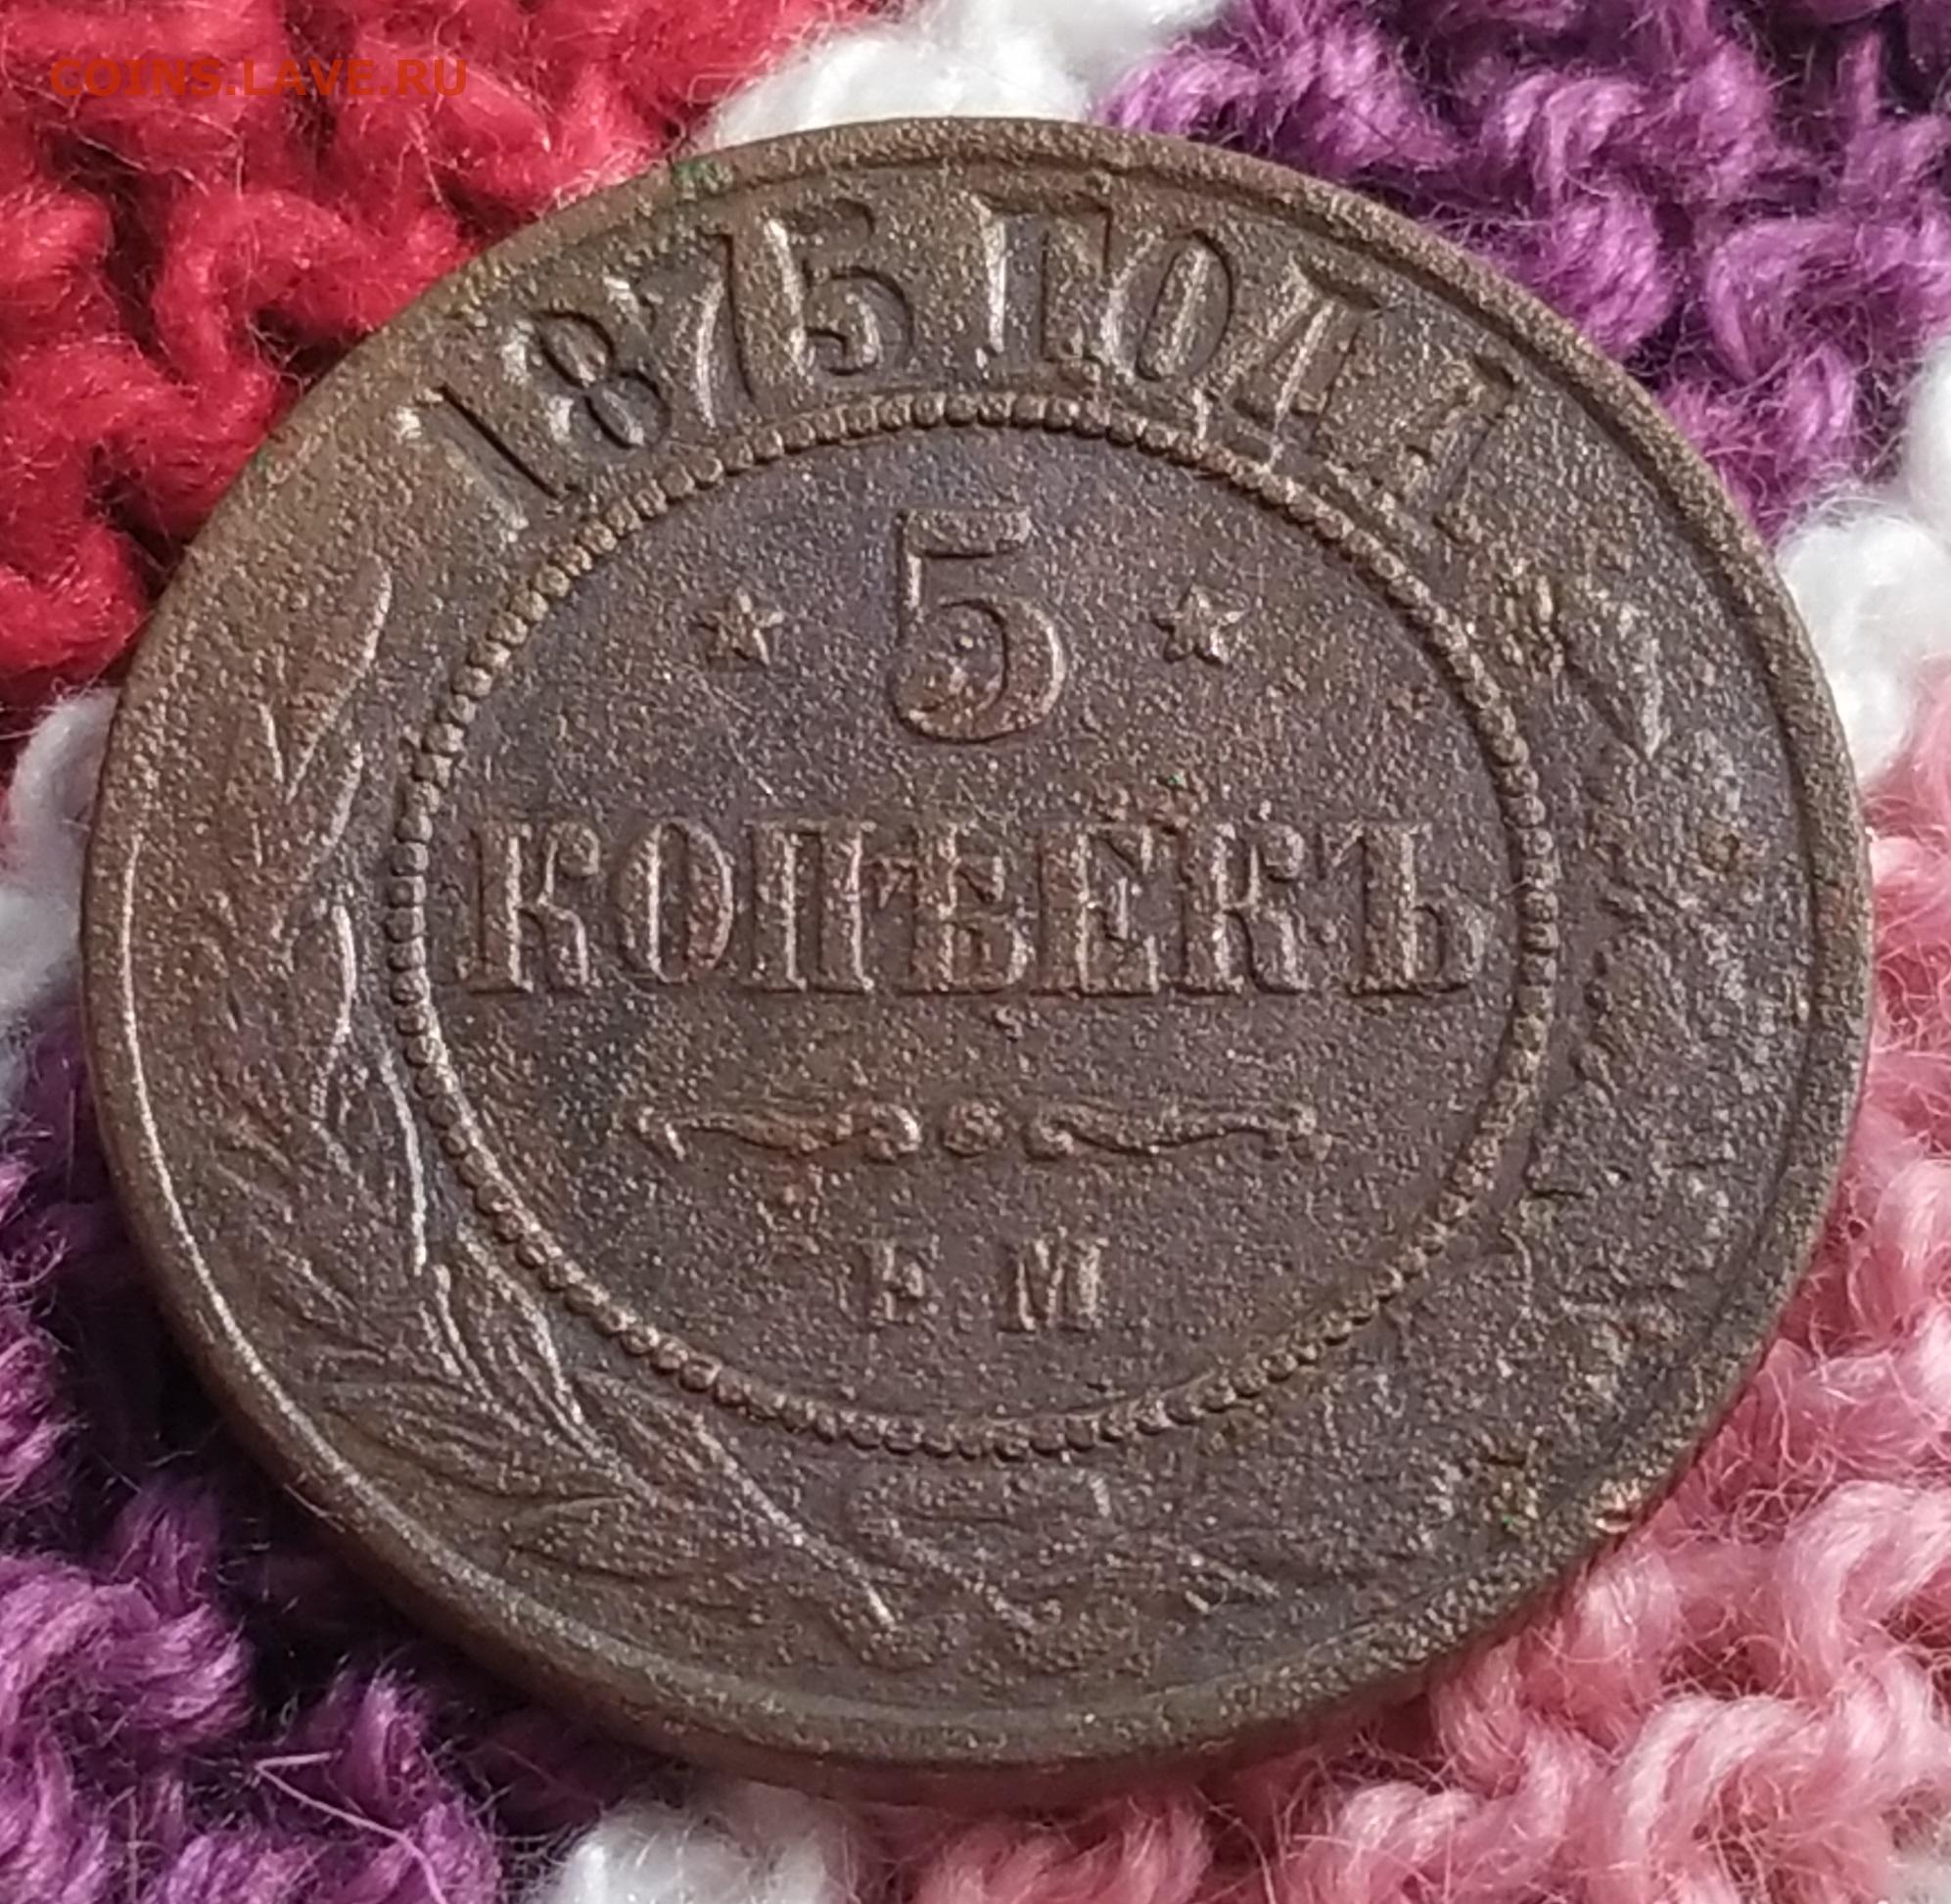 COINS.LAVE.RU
1875 ГОДА
5
КОПѢЕКЪ
Е.М